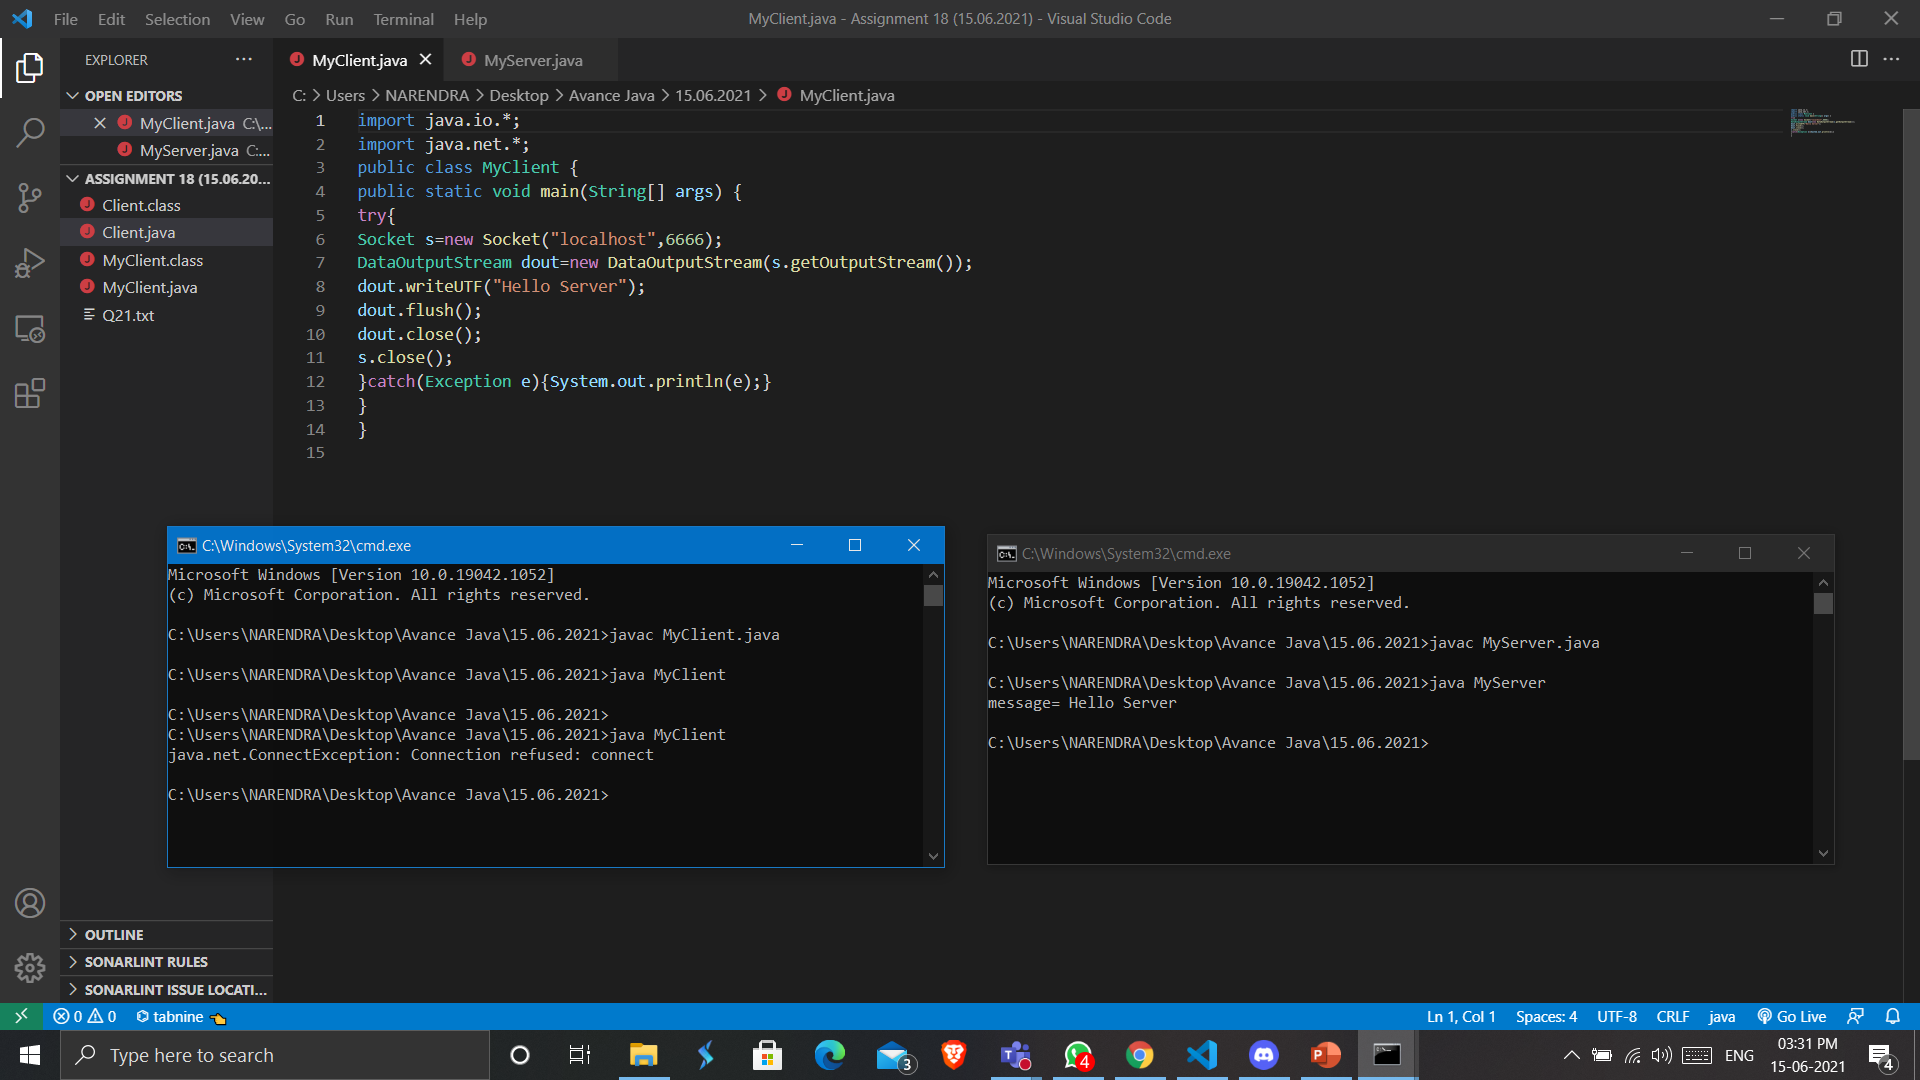 File Edit Selection View Go Run Terminal Help
MyClient.java - Assignment 18 (15.06.2021) - Visual Studio Code
EXPLORER
OPEN EDITORS
MyClient.java C:\...
MyServer.java C:...
ASSIGNMENT 18 (15.06.20...
Client.class
Client.java
MyClient.class
MyClient.java
Q21.txt
OUTLINE
SONARLINT RULES
SONARLINT ISSUE LOCATI...
MyClient.java
MyServer.java
C: > Users > NARENDRA > Desktop > Avance Java > 15.06.2021 > MyClient.java
1 import java.io.*;
2 import java.net.*;
3 public class MyClient {
4 public static void main(String[] args) {
5 try{
6 Socket s=new Socket("localhost",6666);
7 DataOutputStream dout=new DataOutputStream(s.getOutputStream());
8 dout.writeUTF("Hello Server");
9 dout.flush();
10 dout.close();
11 s.close();
12 }catch(Exception e){System.out.println(e);}
13 }
14 }
15
C:\Windows\System32\cmd.exe
Microsoft Windows [Version 10.0.19042.1052]
(c) Microsoft Corporation. All rights reserved.
C:\Users\NARENDRA\Desktop\Avance Java\15.06.2021>javac MyClient.java
C:\Users\NARENDRA\Desktop\Avance Java\15.06.2021>java MyClient
C:\Users\NARENDRA\Desktop\Avance Java\15.06.2021>
C:\Users\NARENDRA\Desktop\Avance Java\15.06.2021>java MyClient
java.net.ConnectException: Connection refused: connect
C:\Users\NARENDRA\Desktop\Avance Java\15.06.2021>
C:\Windows\System32\cmd.exe
Microsoft Windows [Version 10.0.19042.1052]
(c) Microsoft Corporation. All rights reserved.
C:\Users\NARENDRA\Desktop\Avance Java\15.06.2021>javac MyServer.java
C:\Users\NARENDRA\Desktop\Avance Java\15.06.2021>java MyServer
message= Hello Server
C:\Users\NARENDRA\Desktop\Avance Java\15.06.2021>
0 0 tabnine
Ln 1, Col 1 Spaces: 4 UTF-8 CRLF java Go Live
Type here to search
3
4
ENG
03:31 PM
15-06-2021
4